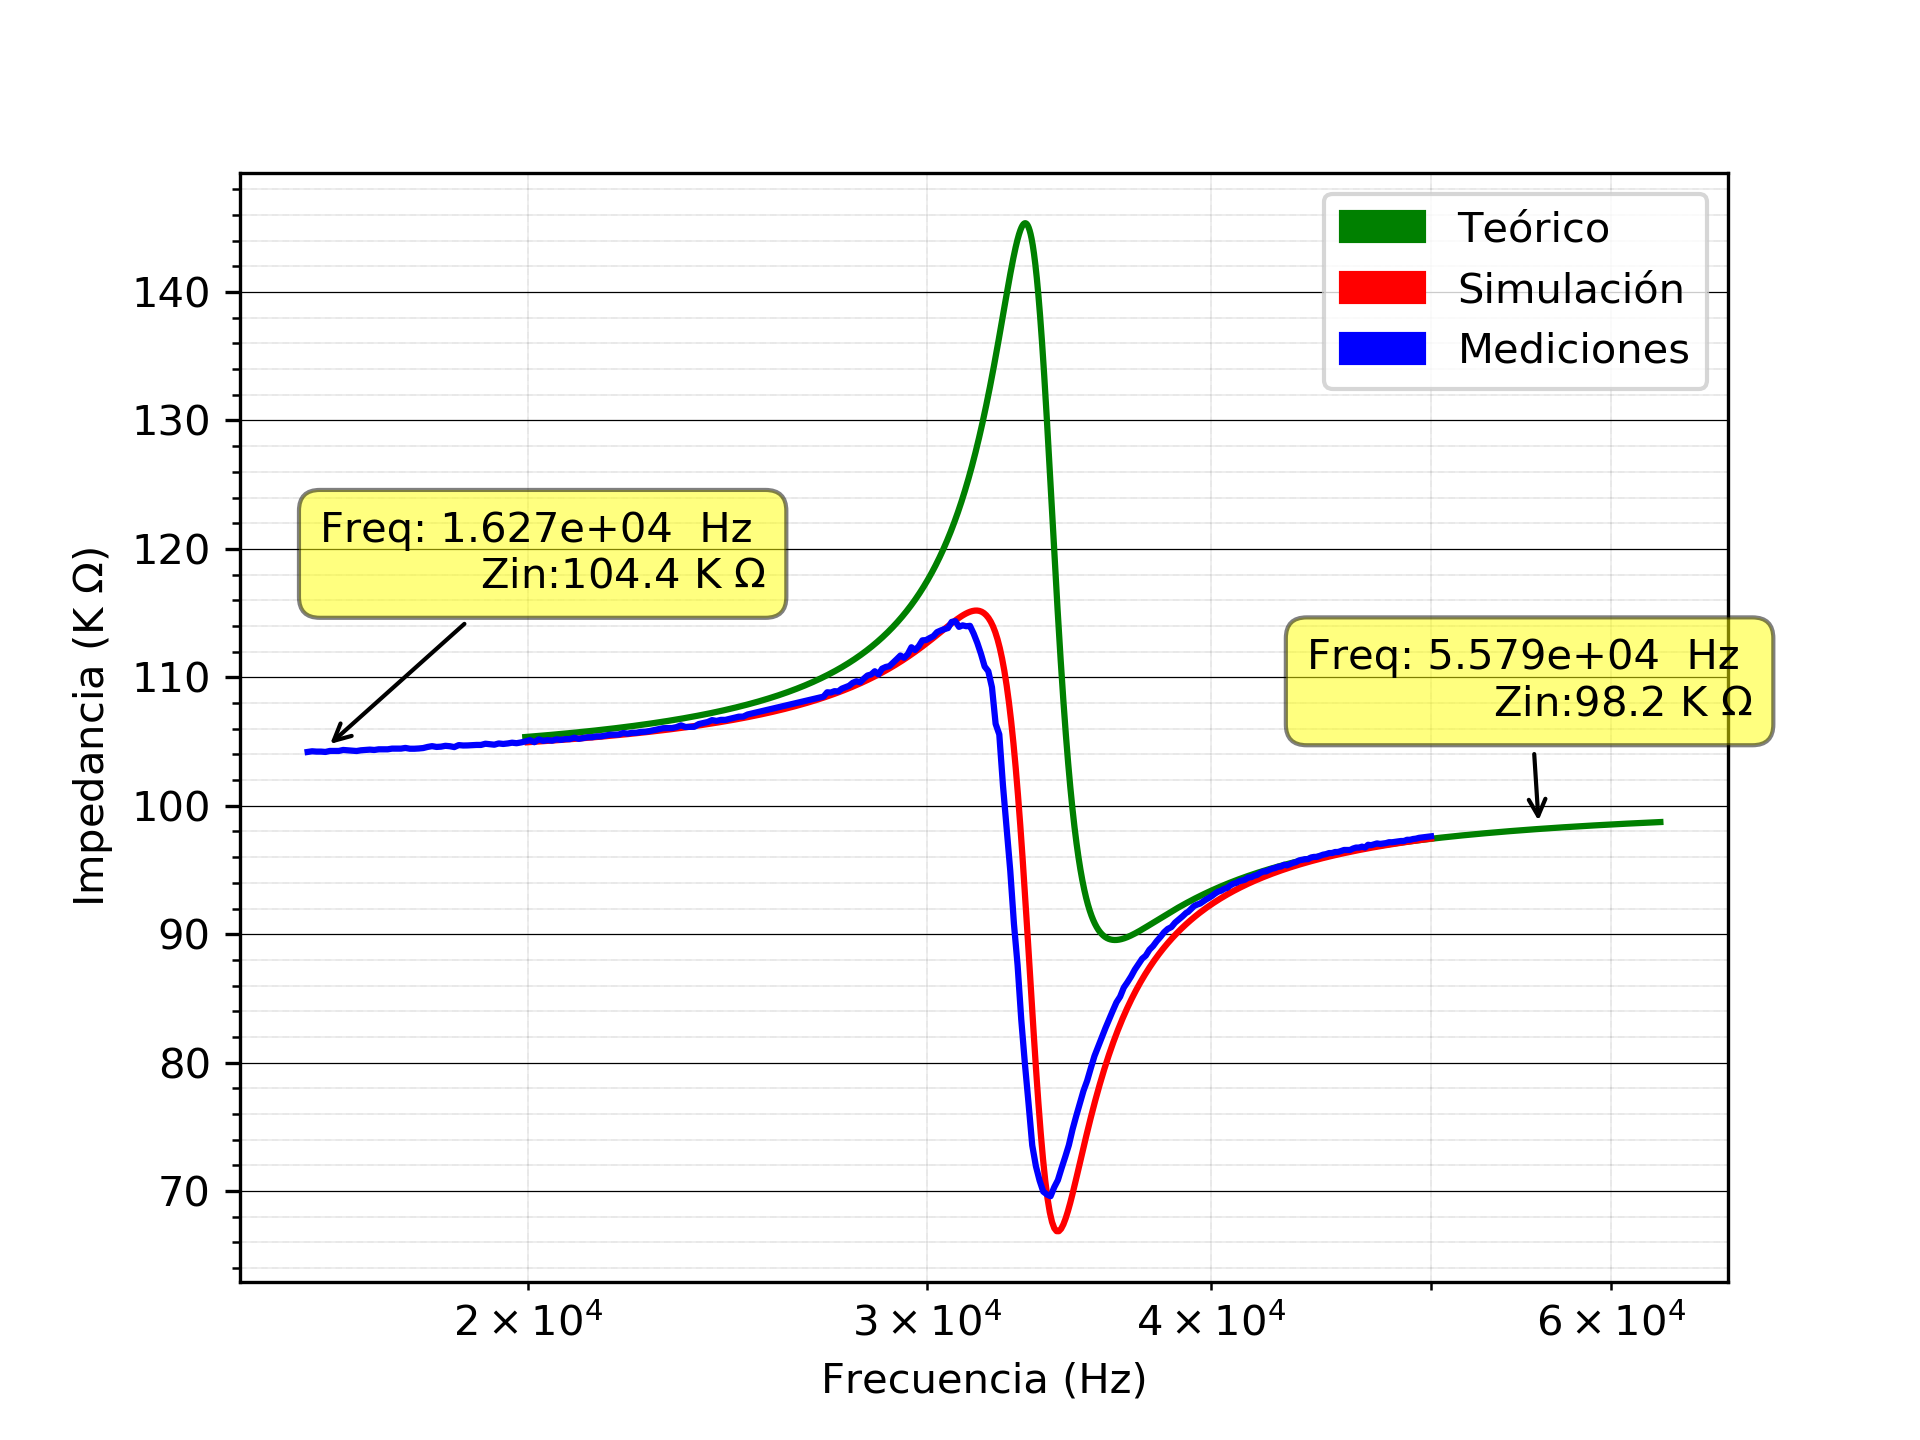 Teórico
Simulación
Mediciones
140
130
120
110
100
90
80
70
Impedancia (K Ω)
Freq: 1.627e+04  Hz
Zin:104.4 K Ω
Freq: 5.579e+04  Hz
Zin:98.2 K Ω
2 × 10⁴
3 × 10⁴
4 × 10⁴
6 × 10⁴
Frecuencia (Hz)